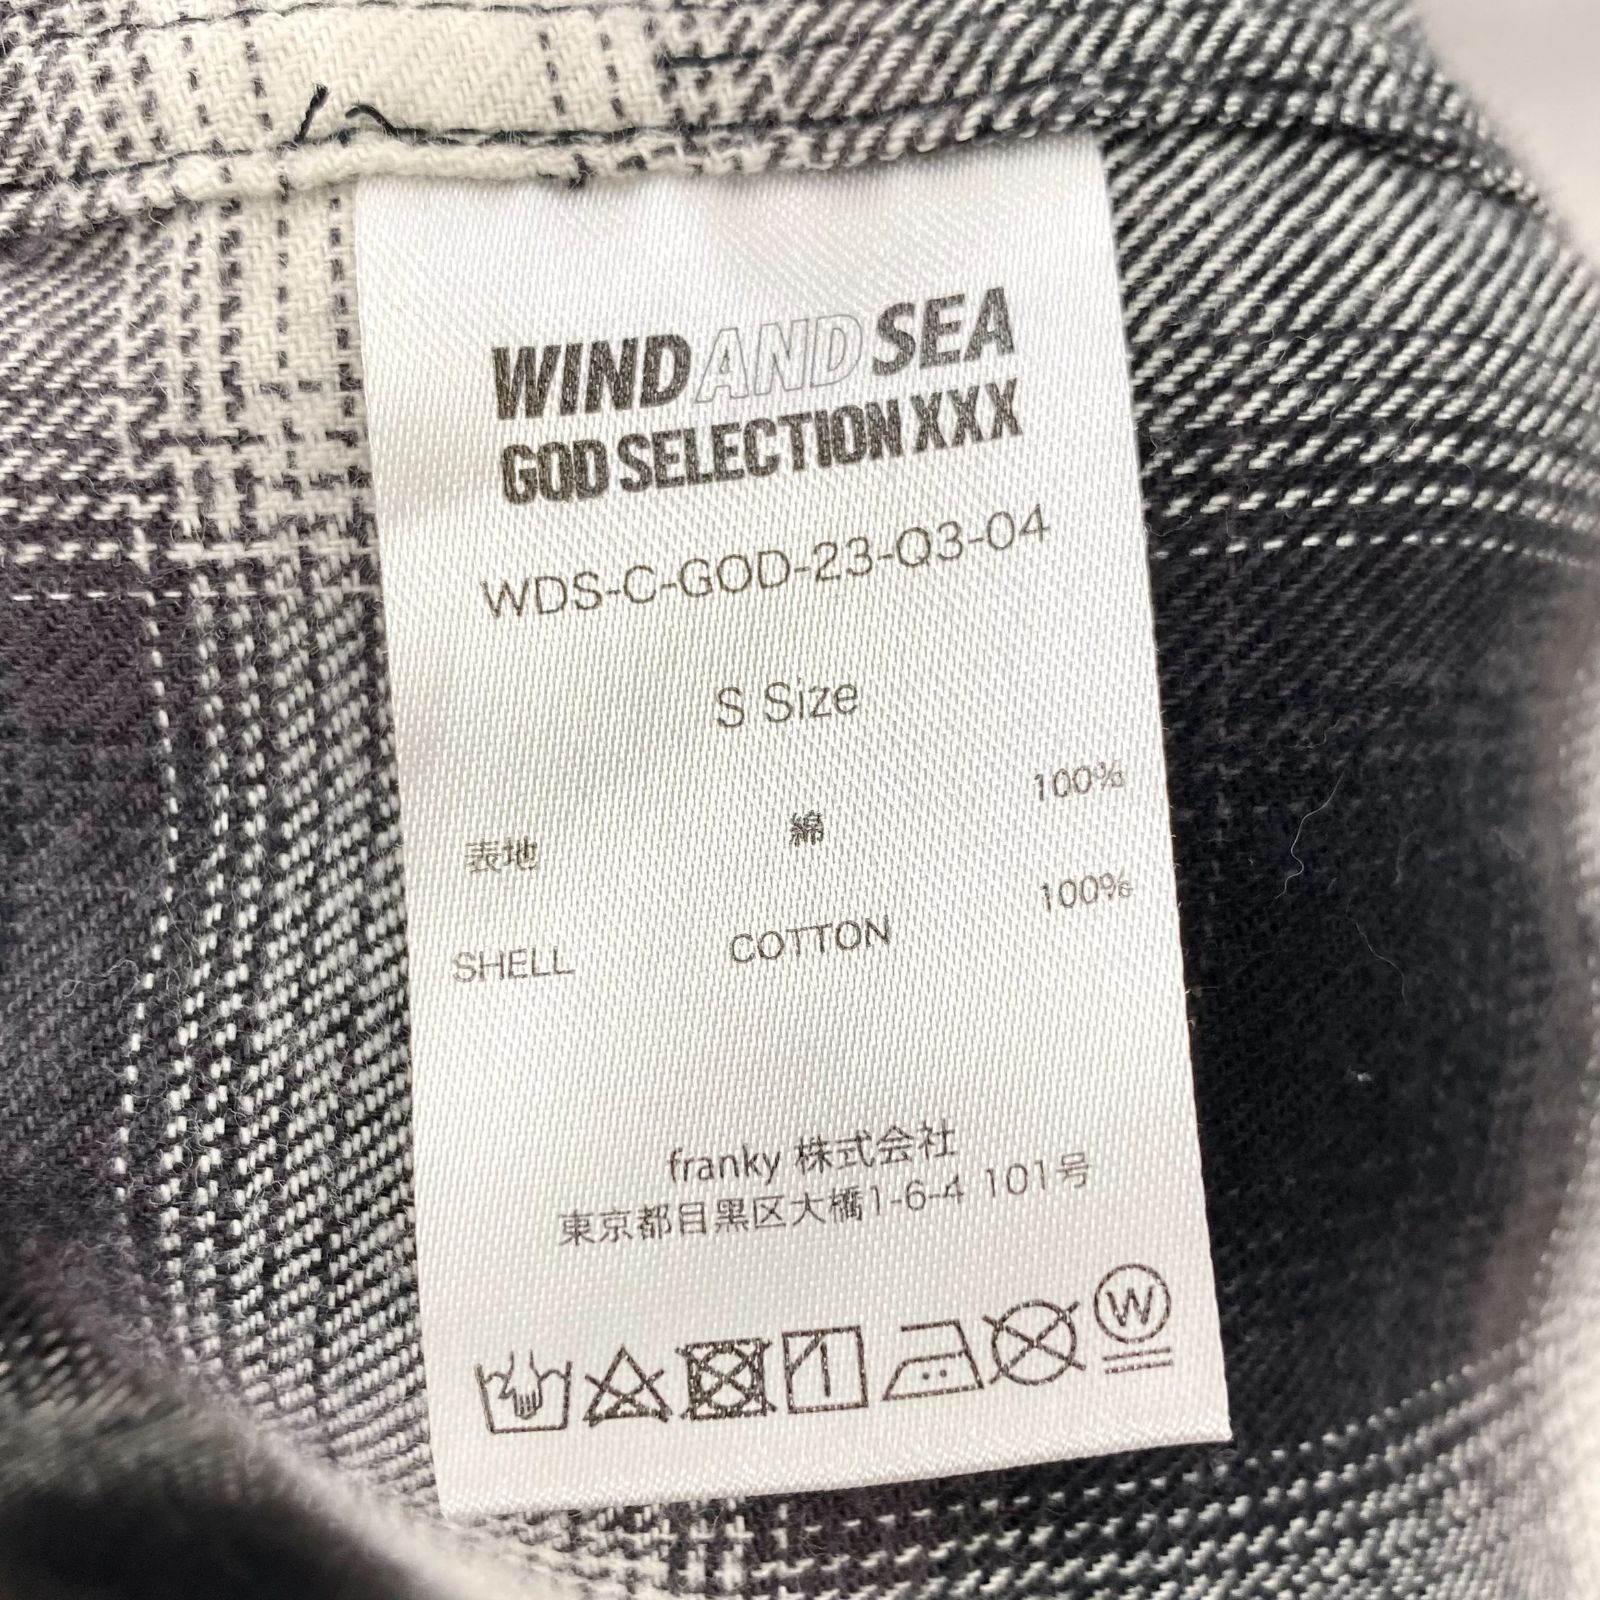 WIND AND SEA
GOD SELECTION XXX
WDS-C-GOD-23-Q3-04
S Size
表地 綿 100%
SHELL COTTON 100%
franky 株式会社
東京都目黒区大橋1-6-4 101号
W